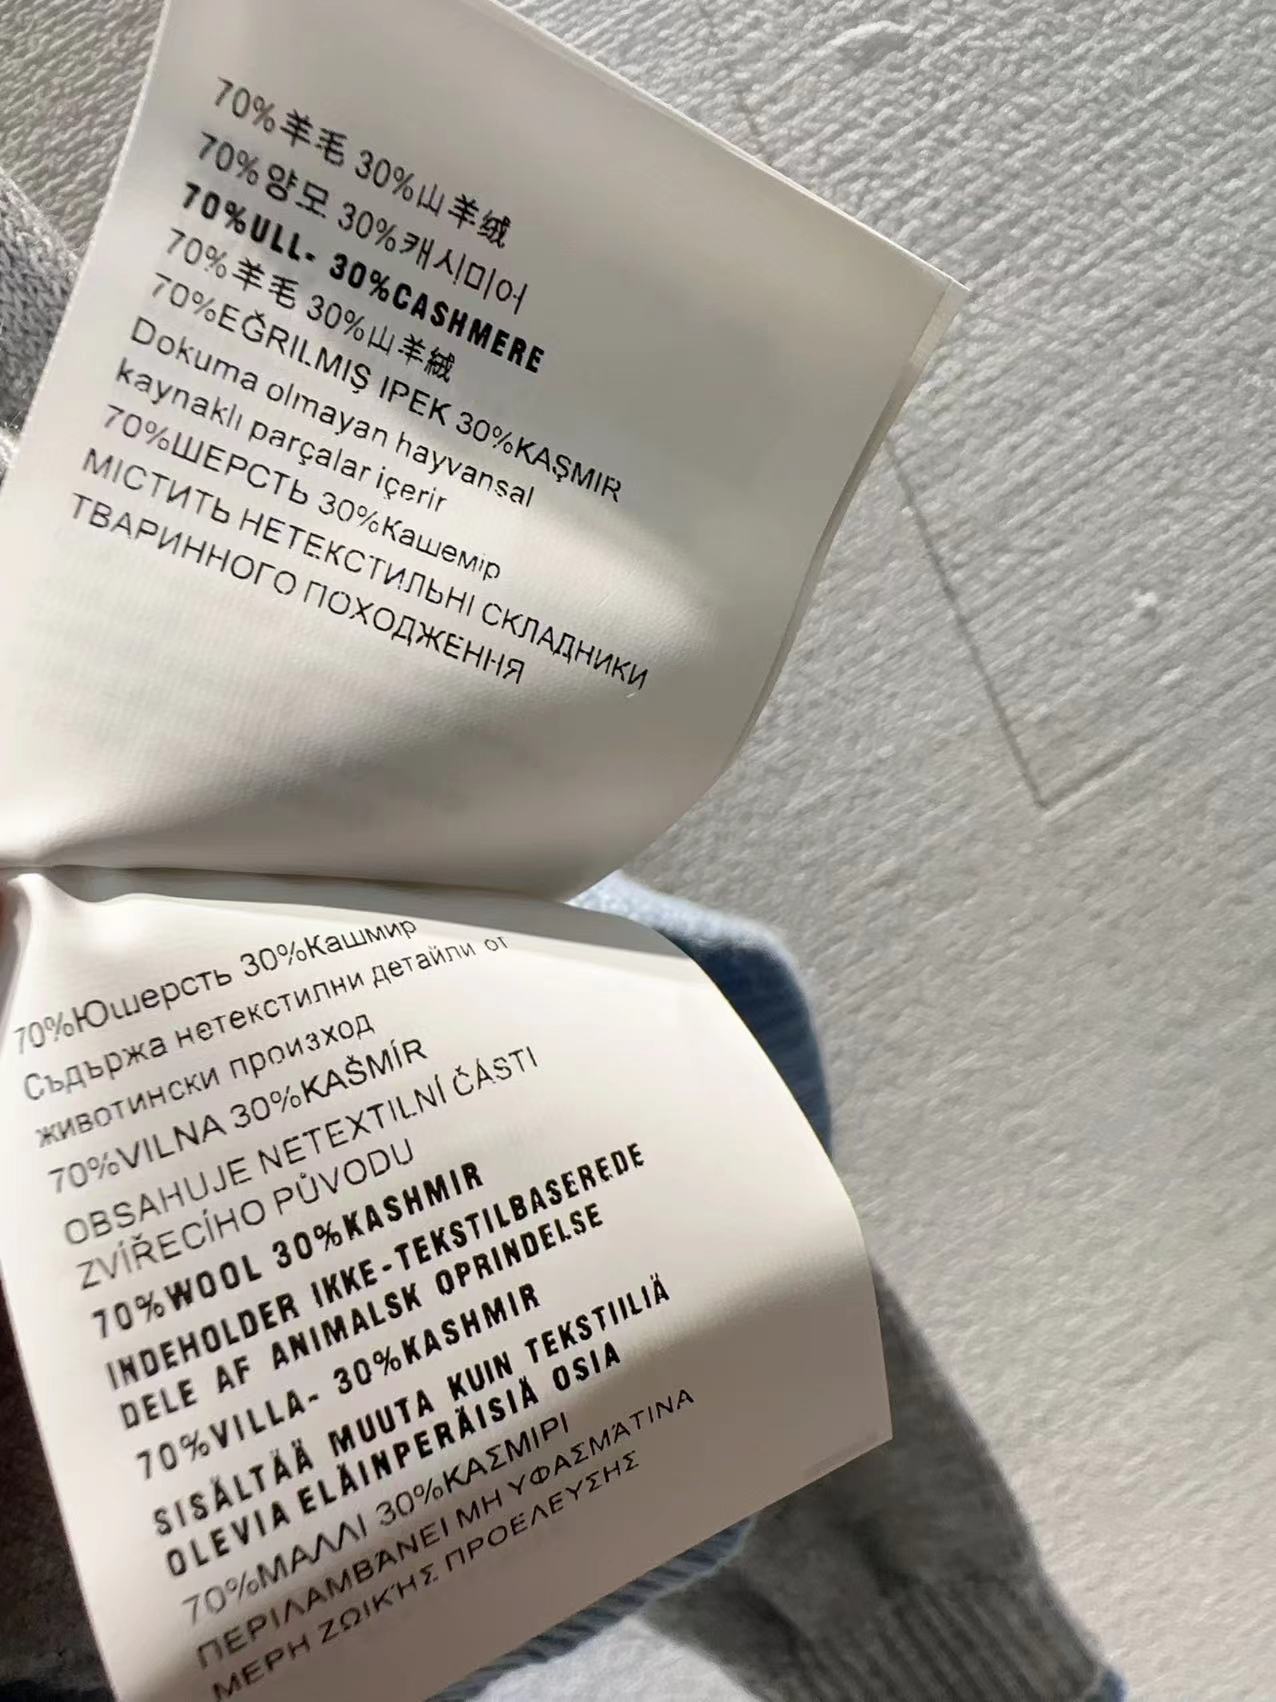 70%羊毛 30%山羊绒
70%양모 30%캐시미어
70%ULL- 30%CASHMERE
70%羊毛 30%山羊絨
70%EĞRILMIŞ IPEK 30%KAŞMIR
Dokuma olmayan hayvansal
kaynaklı parçalar içerir
70%ШЕРСТЬ 30%Кашемір
МІСТИТЬ НЕТЕКСТИЛЬНІ СКЛАДНИКИ
ТВАРИННОГО ПОХОДЖЕННЯ
70%Юшерсть 30%Кашмир
Съдържа нетекстилни детайли от
животински произход
70%VILNA 30%KAŠMÍR
OBSAHUJE NETEXTILNÍ ČÁSTI
ZVÍŘECÍHO PŮVODU
70%WOOL 30%KASHMIR
INDEHOLDER IKKE-TEKSTILBASEREDE
DELE AF ANIMALSK OPRINDELSE
70%VILLA- 30%KASHMIR
SISÄLTÄÄ MUUTA KUIN TEKSTIILIÄ
OLEVIA ELÄINPERÄISIÄ OSIA
70%ΜΑΛΛΙ 30%ΚΑΣΜΙΡΙ
ΠΕΡΙΛΑΜΒΆΝΕΙ ΜΗ ΥΦΑΣΜΆΤΙΝΑ
ΜΕΡΗ ΖΩΙΚΉΣ ΠΡΟΕΛΕΥΣΗΣ